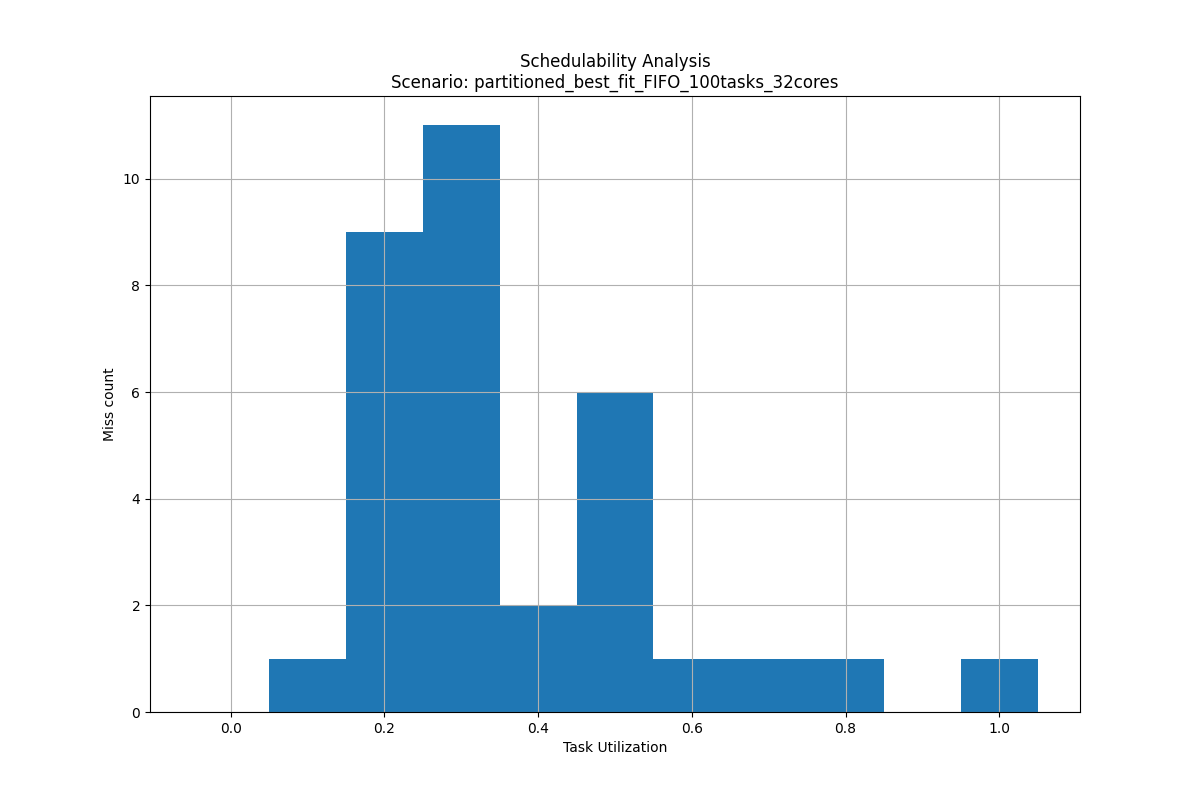 Schedulability Analysis
Scenario: partitioned_best_fit_FIFO_100tasks_32cores
10
8
6
4
2
0
Miss count
0.0 0.2 0.4 0.6 0.8 1.0
Task Utilization